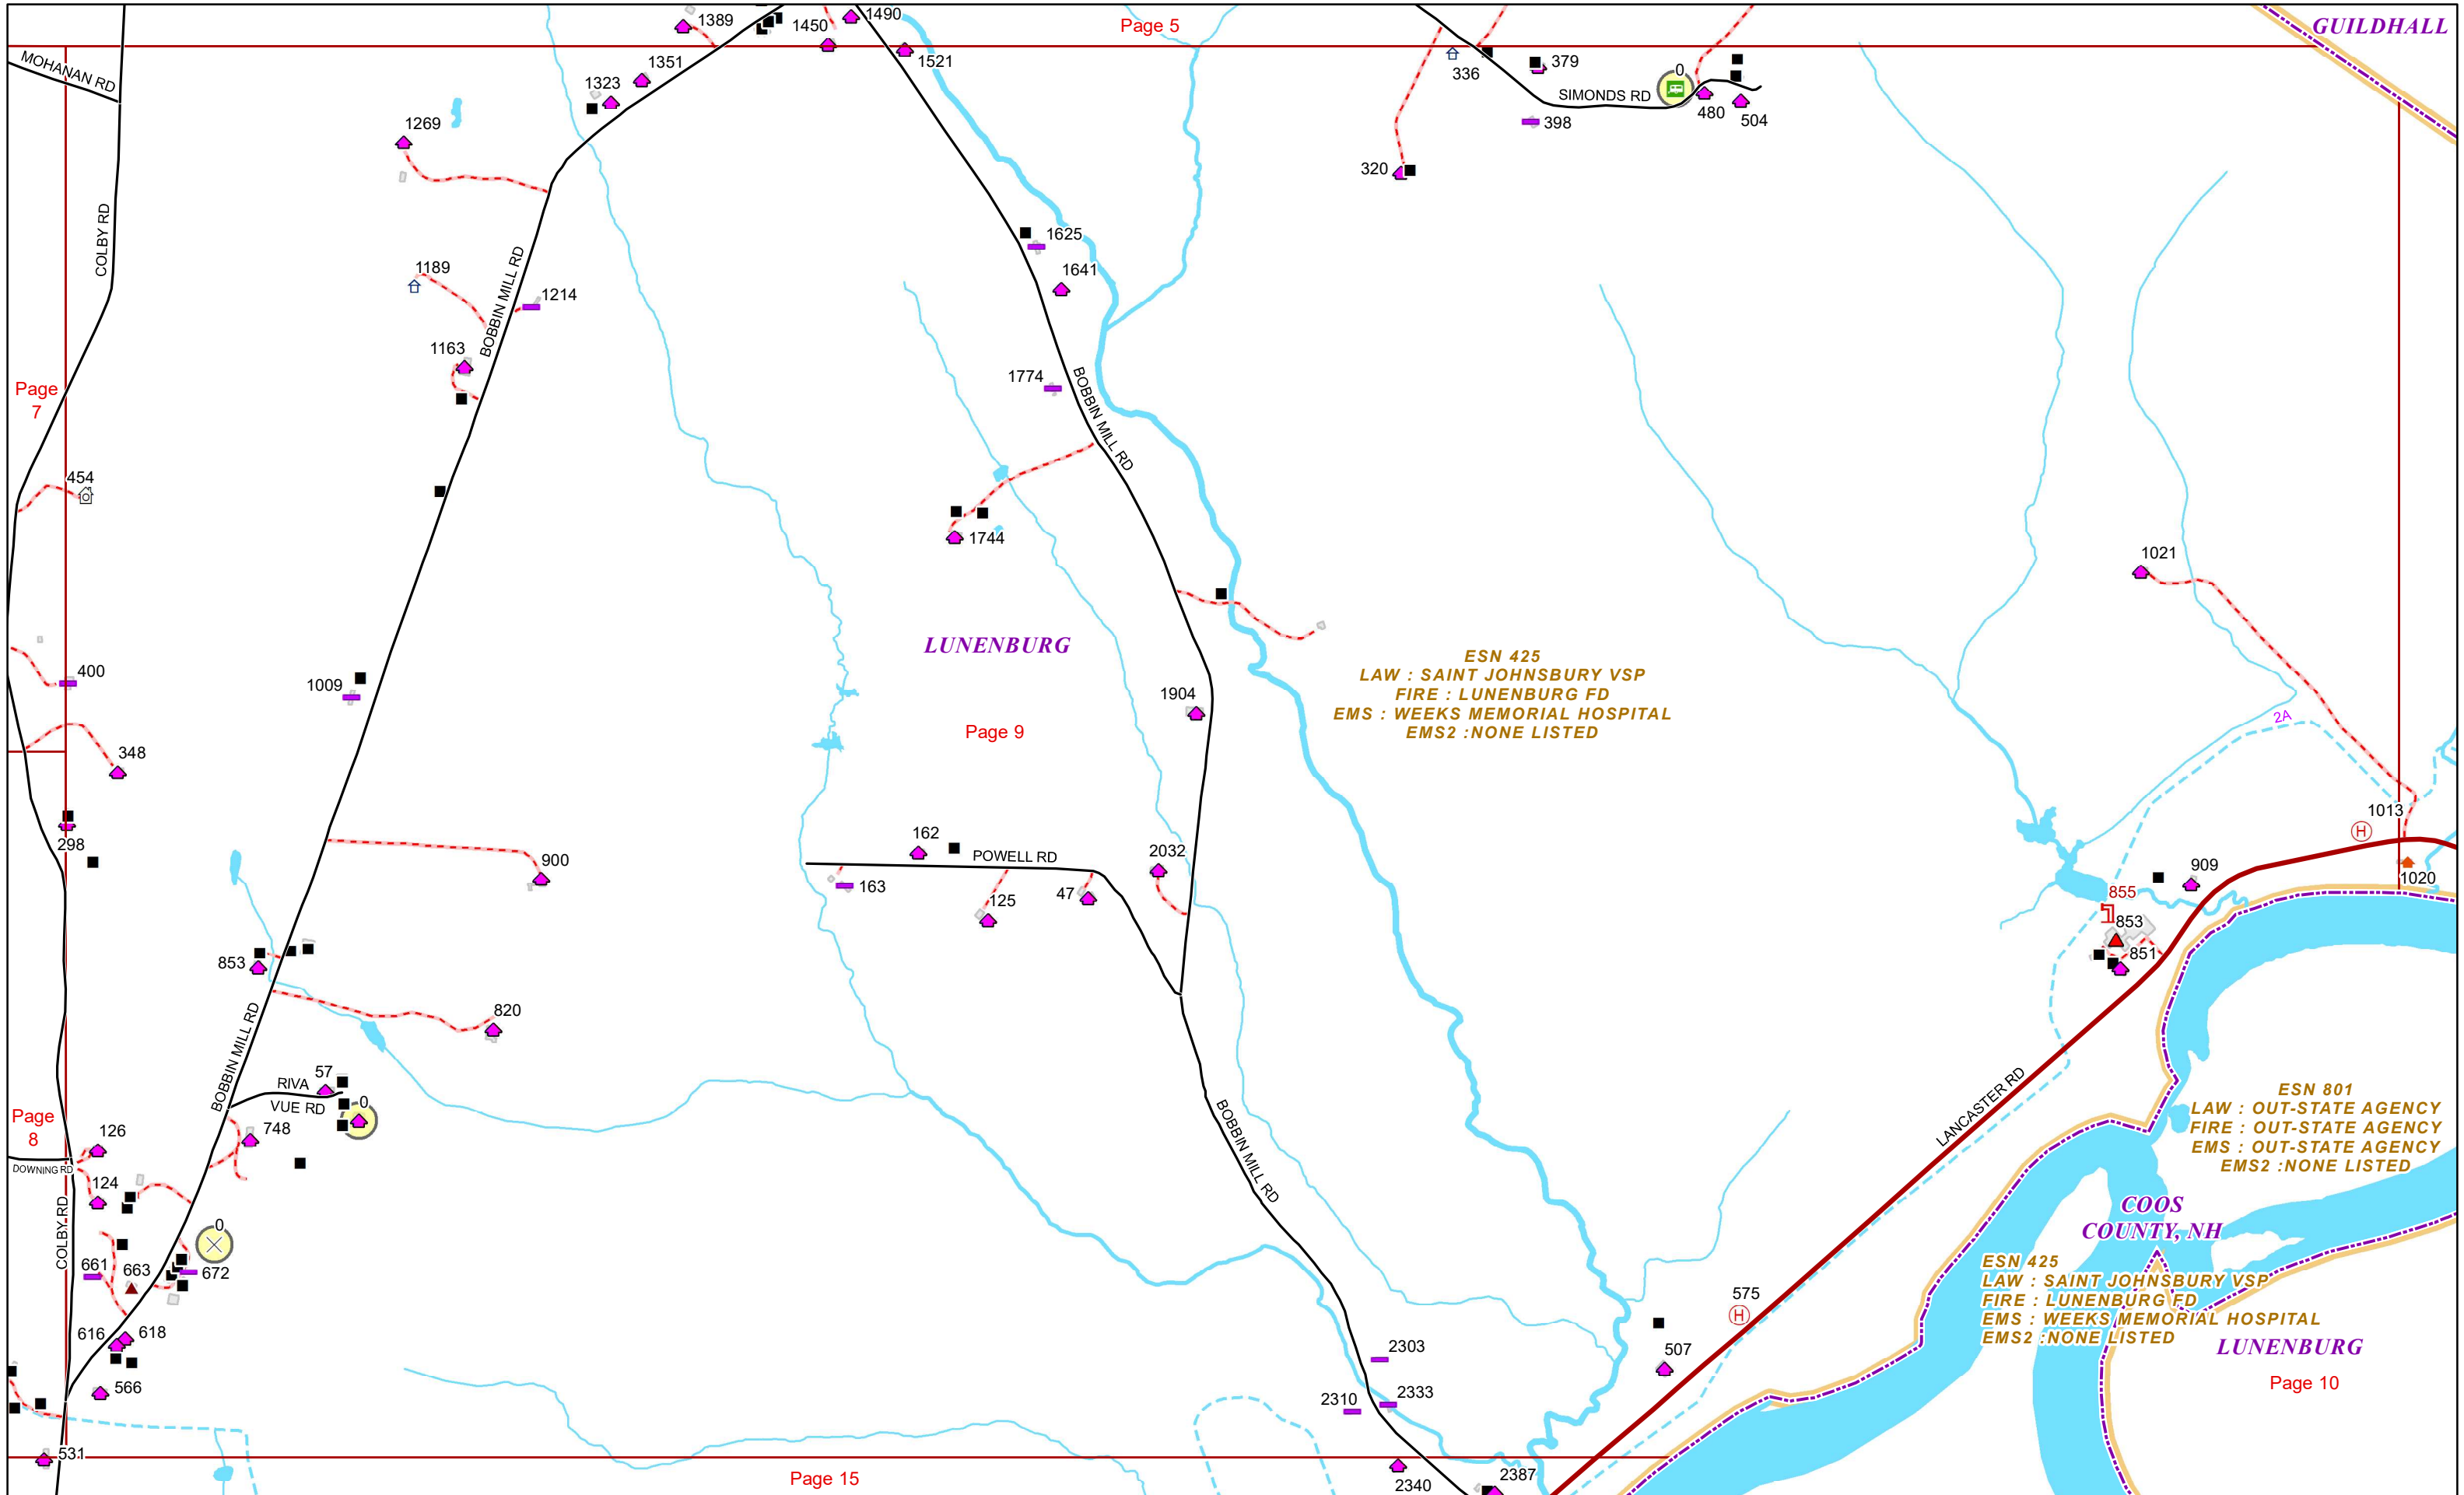 1389
1450
1490
Page 5
GUILDHALL
MOHANAN RD
1323
1351
1521
336
379
0
SIMONDS RD
480
504
398
1269
320
COLBY RD
1625
1189
1214
BOBBIN MILL RD
1641
1163
Page
7
1774
BOBBIN MILL RD
454
1744
1021
LUNENBURG
ESN 425
LAW : SAINT JOHNSBURY VSP
FIRE : LUNENBURG FD
EMS : WEEKS MEMORIAL HOSPITAL
EMS2 :NONE LISTED
400
1009
1904
Page 9
2A
348
1013
H
298
162
POWELL RD
2032
900
163
125
47
909
1020
855
853
851
853
820
BOBBIN MILL RD
57
RIVA
VUE RD
0
748
LANCASTER RD
ESN 801
LAW : OUT-STATE AGENCY
FIRE : OUT-STATE AGENCY
EMS : OUT-STATE AGENCY
EMS2 :NONE LISTED
Page
8
126
DOWNING RD
124
COLBY RD
BOBBIN MILL RD
COOS
COUNTY, NH
0
661
663
672
ESN 425
LAW : SAINT JOHNSBURY VSP
FIRE : LUNENBURG FD
EMS : WEEKS MEMORIAL HOSPITAL
EMS2 :NONE LISTED
575
H
616
618
2303
507
LUNENBURG
566
2310
2333
Page 10
531
Page 15
2340
2387